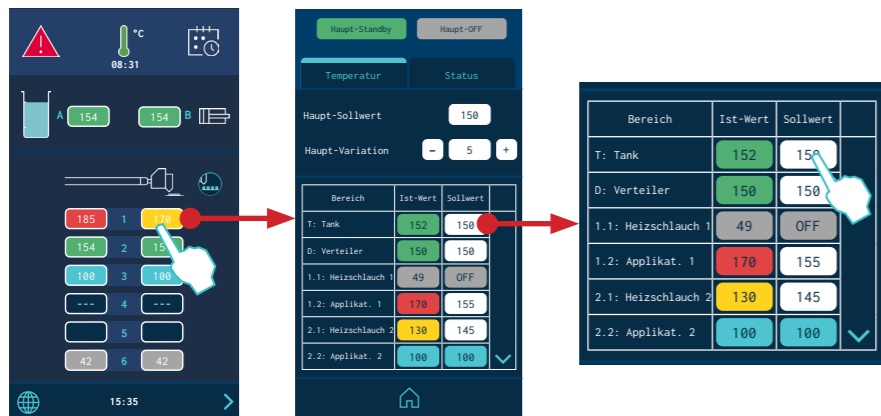 °C
08:31
A 154 154 B
185 1 170
154 2
100 3 100
--- 4 ---
5
42 6 42
15:35
Haupt-Standby Haupt-OFF
Temperatur Status
Haupt-Sollwert 150
Haupt-Variation - 5 +
Bereich Ist-Wert Sollwert
T: Tank 152 150
D: Verteiler 150 150
1.1: Heizschlauch 1 49 OFF
1.2: Applikat. 1 170 155
2.1: Heizschlauch 2 130 145
2.2: Applikat. 2 100 100
Bereich Ist-Wert Sollwert
T: Tank 152 150
D: Verteiler 150 150
1.1: Heizschlauch 1 49 OFF
1.2: Applikat. 1 170 155
2.1: Heizschlauch 2 130 145
2.2: Applikat. 2 100 100